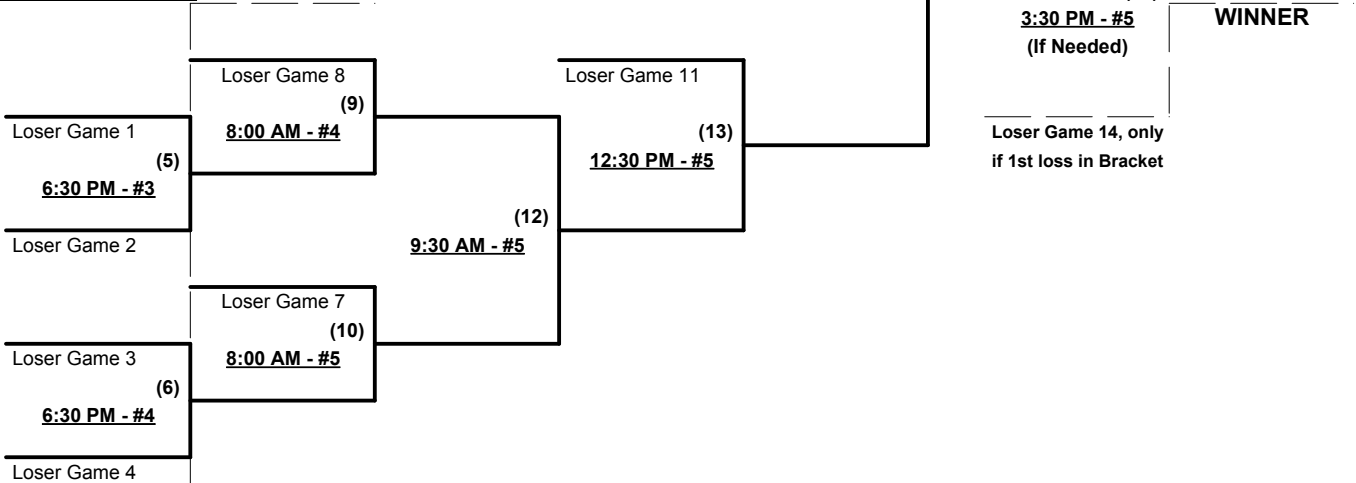 3:30 PM - #5
WINNER
(If Needed)
Loser Game 8
Loser Game 11
(9)
Loser Game 1
8:00 AM - #4
(13)
Loser Game 14, only
(5)
12:30 PM - #5
if 1st loss in Bracket
6:30 PM - #3
(12)
Loser Game 2
9:30 AM - #5
Loser Game 7
(10)
Loser Game 3
8:00 AM - #5
(6)
6:30 PM - #4
Loser Game 4